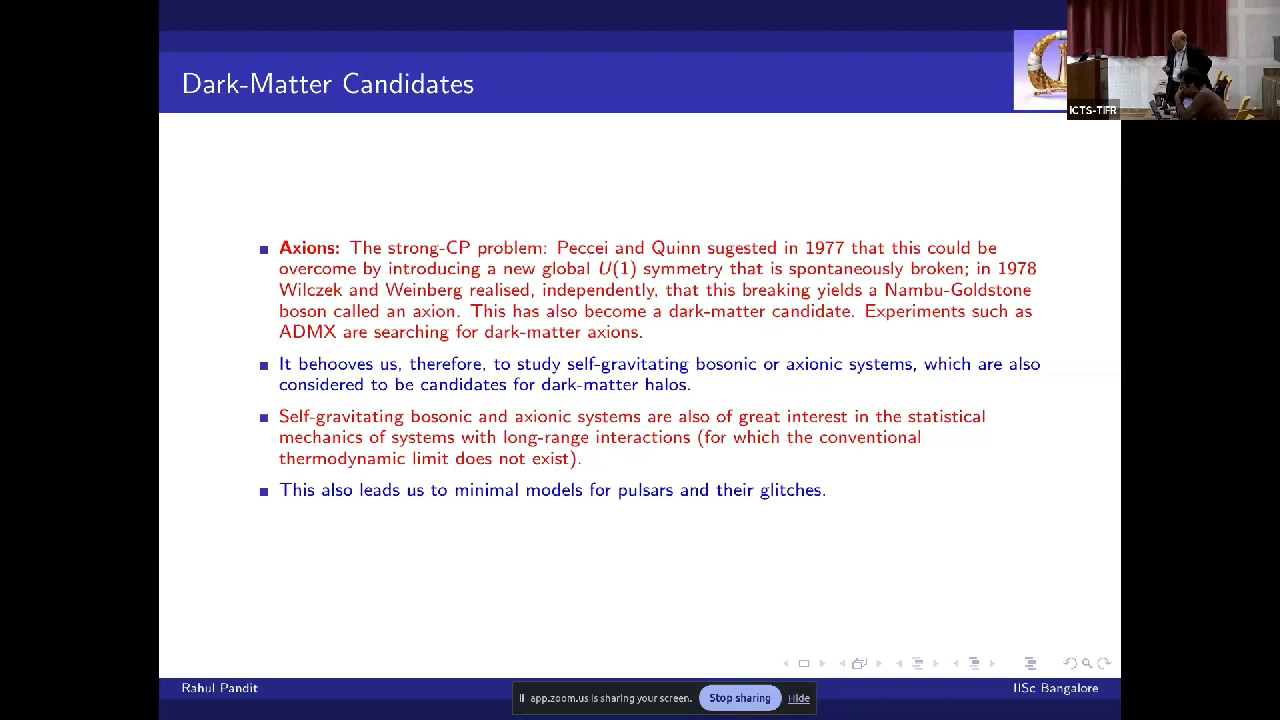 Dark-Matter Candidates
ICTS-TIFR
Axions: The strong-CP problem: Peccei and Quinn sugested in 1977 that this could be
overcome by introducing a new global U(1) symmetry that is spontaneously broken; in 1978
Wilczek and Weinberg realised, independently, that this breaking yields a Nambu-Goldstone
boson called an axion. This has also become a dark-matter candidate. Experiments such as
ADMX are searching for dark-matter axions.
It behooves us, therefore, to study self-gravitating bosonic or axionic systems, which are also
considered to be candidates for dark-matter halos.
Self-gravitating bosonic and axionic systems are also of great interest in the statistical
mechanics of systems with long-range interactions (for which the conventional
thermodynamic limit does not exist).
This also leads us to minimal models for pulsars and their glitches.
Rahul Pandit
app.zoom.us is sharing your screen.
Stop sharing
Hide
IISc Bangalore